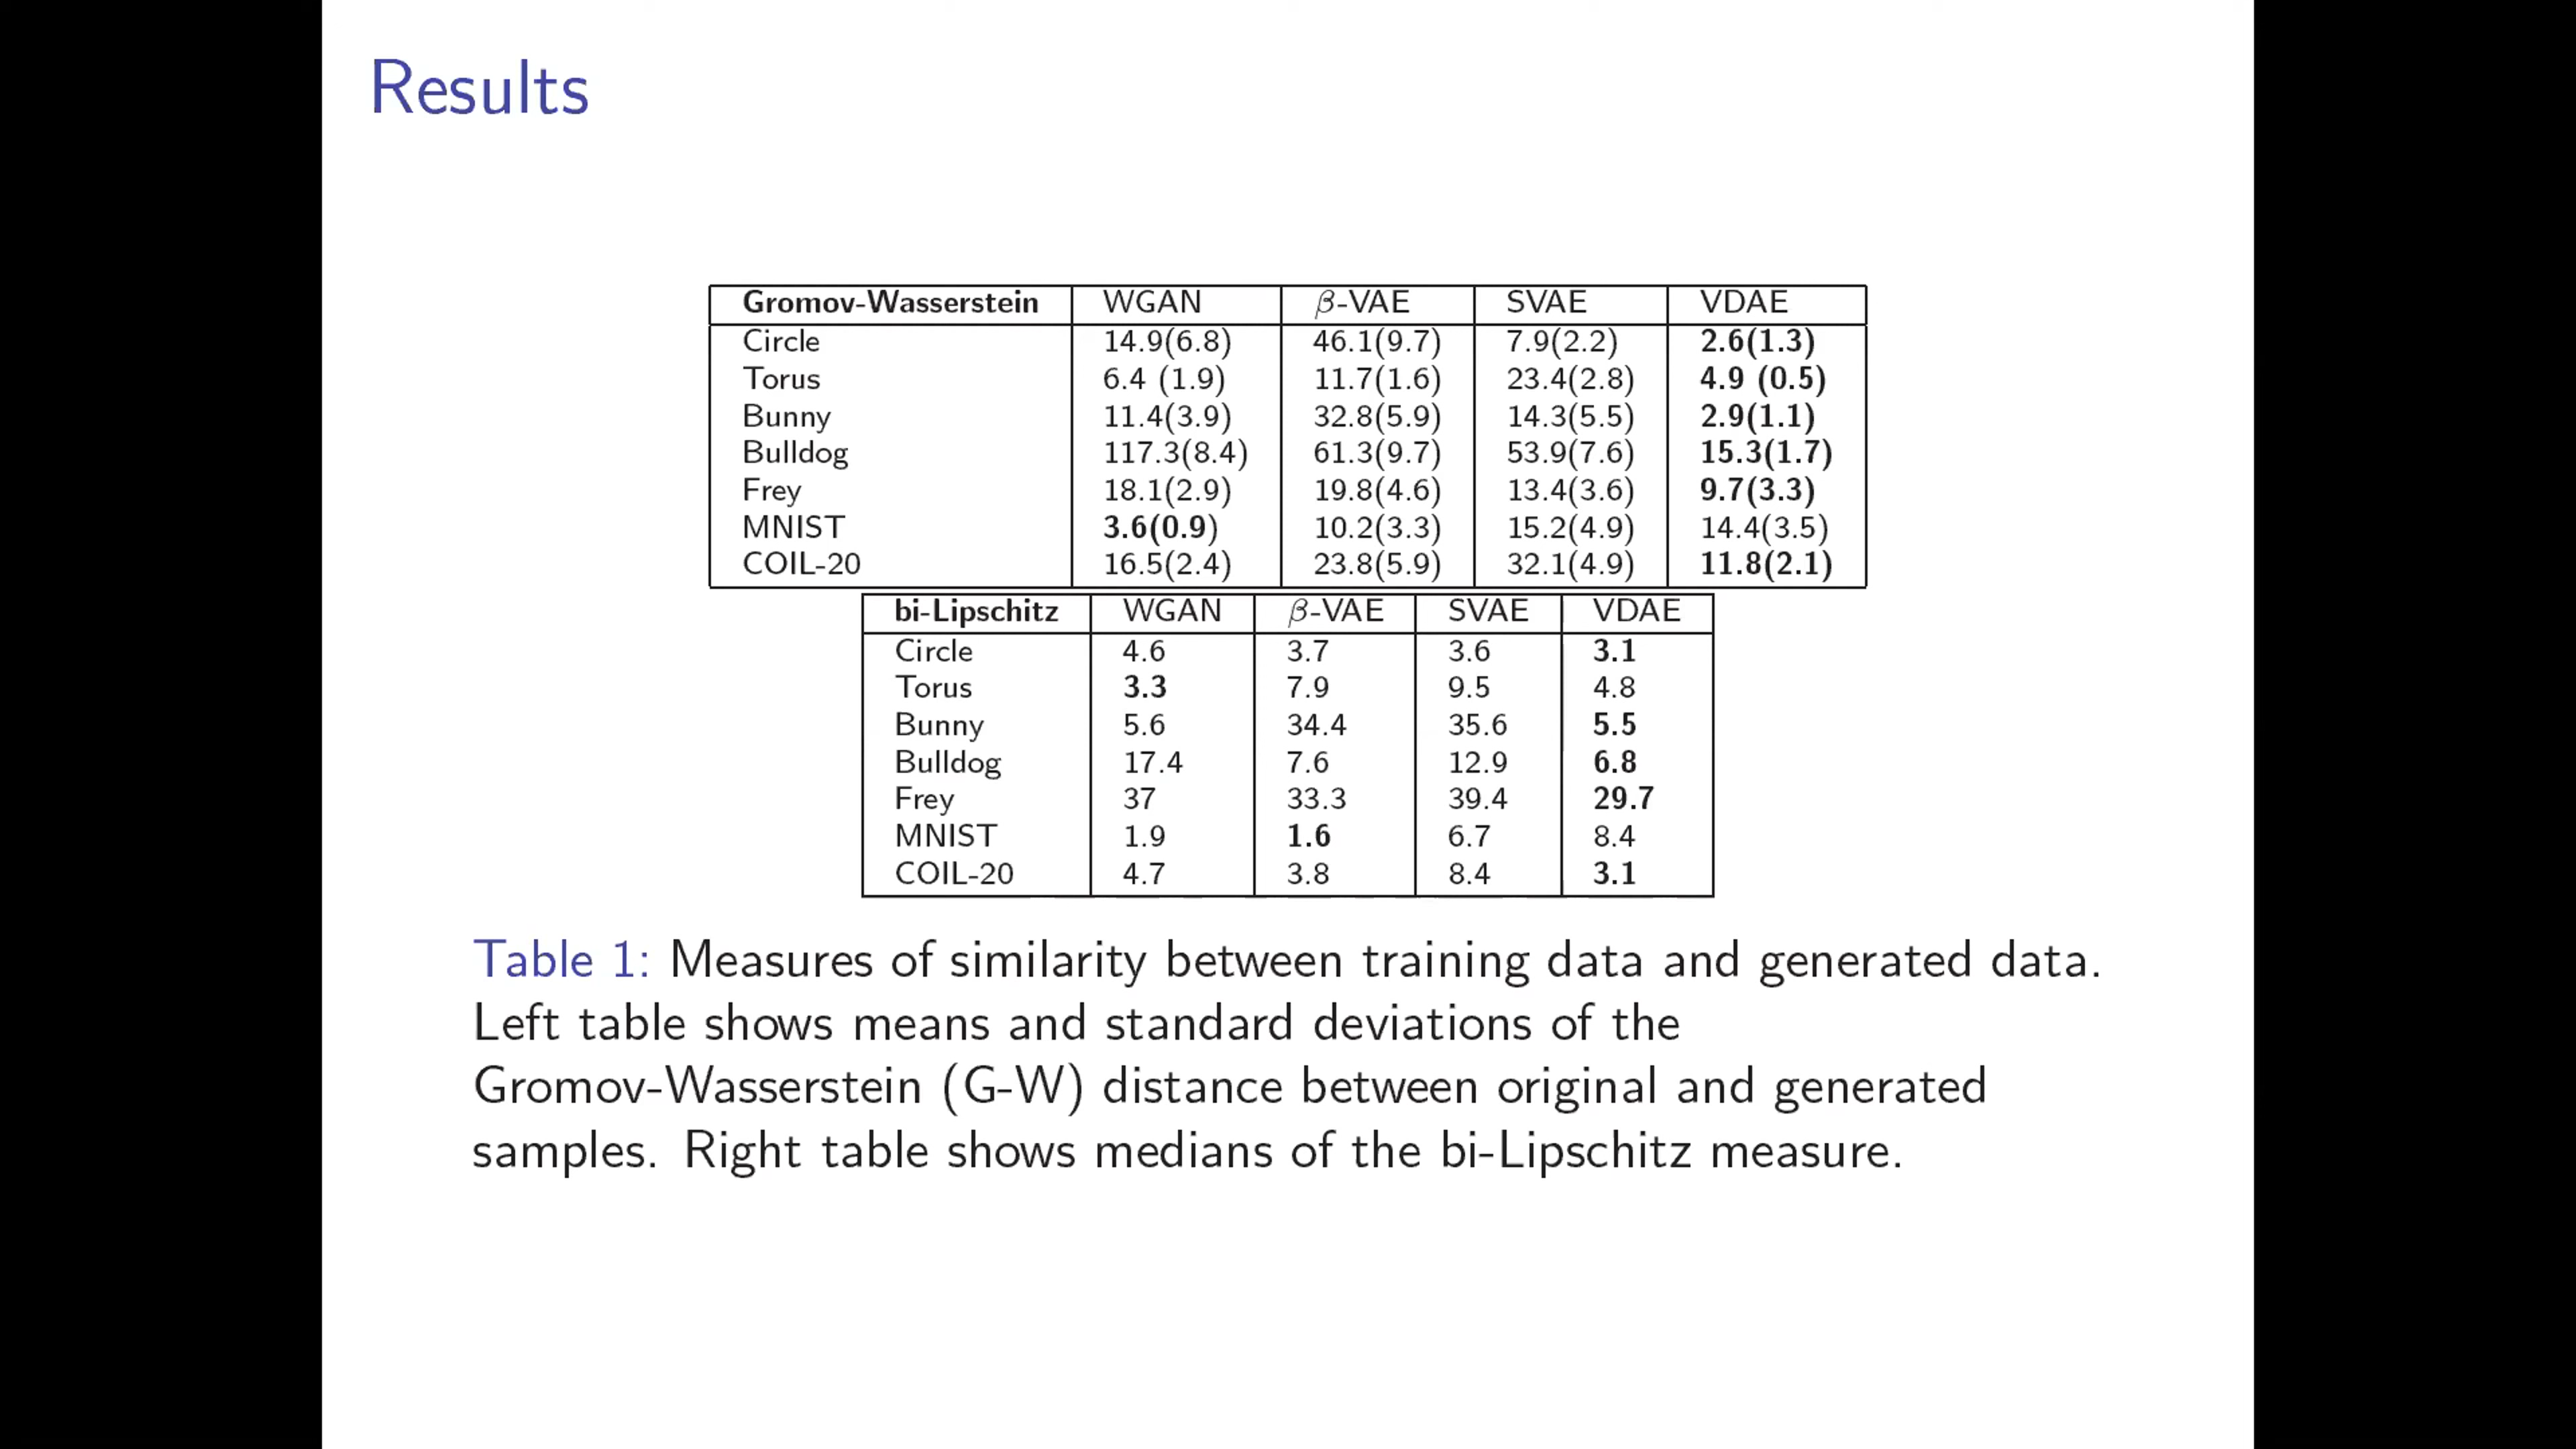 Results
Gromov-Wasserstein WGAN β-VAE SVAE VDAE
Circle 14.9(6.8) 46.1(9.7) 7.9(2.2) 2.6(1.3)
Torus 6.4 (1.9) 11.7(1.6) 23.4(2.8) 4.9 (0.5)
Bunny 11.4(3.9) 32.8(5.9) 14.3(5.5) 2.9(1.1)
Bulldog 117.3(8.4) 61.3(9.7) 53.9(7.6) 15.3(1.7)
Frey 18.1(2.9) 19.8(4.6) 13.4(3.6) 9.7(3.3)
MNIST 3.6(0.9) 10.2(3.3) 15.2(4.9) 14.4(3.5)
COIL-20 16.5(2.4) 23.8(5.9) 32.1(4.9) 11.8(2.1)
bi-Lipschitz WGAN β-VAE SVAE VDAE
Circle 4.6 3.7 3.6 3.1
Torus 3.3 7.9 9.5 4.8
Bunny 5.6 34.4 35.6 5.5
Bulldog 17.4 7.6 12.9 6.8
Frey 37 33.3 39.4 29.7
MNIST 1.9 1.6 6.7 8.4
COIL-20 4.7 3.8 8.4 3.1
Table 1: Measures of similarity between training data and generated data.
Left table shows means and standard deviations of the
Gromov-Wasserstein (G-W) distance between original and generated
samples. Right table shows medians of the bi-Lipschitz measure.